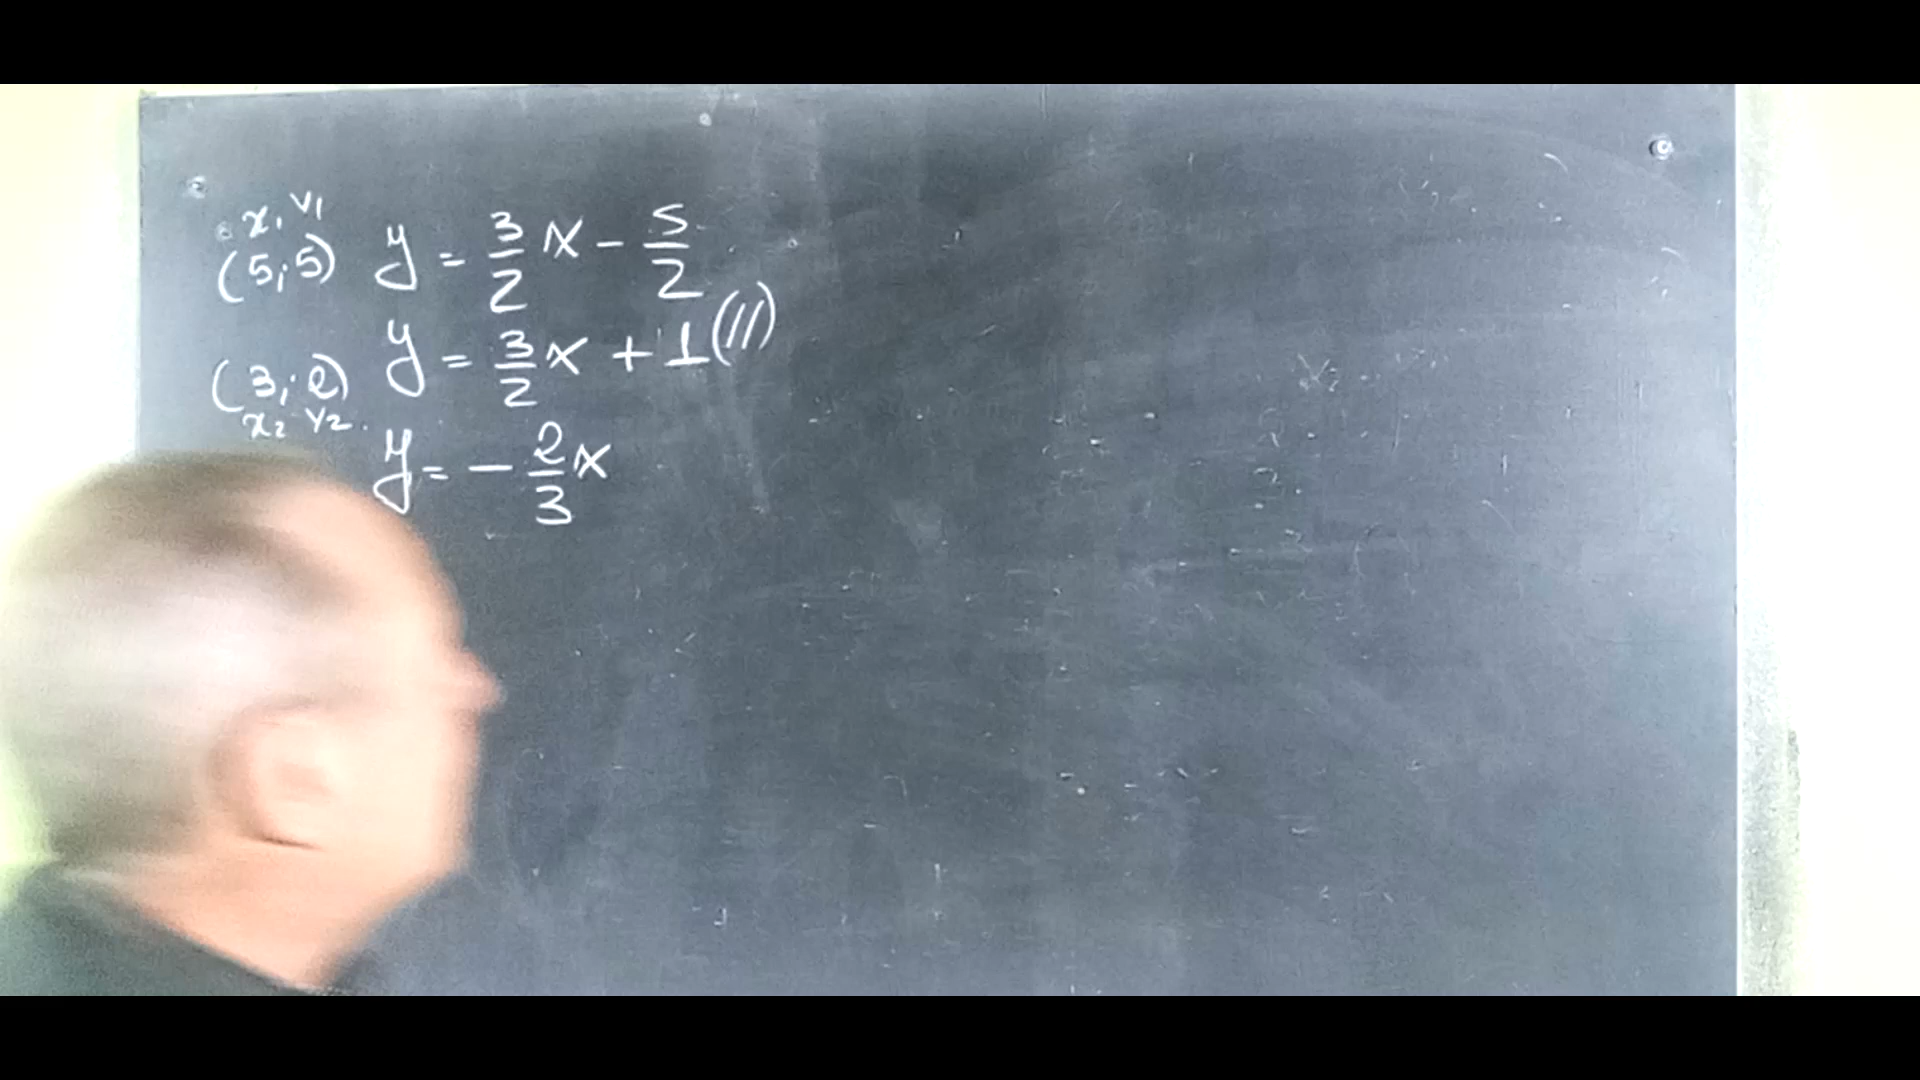 x₁ y₁
(5;5) y = 3/2 x - 5/2
y = 3/2 x + 1 (//)
(3;2)
x₂ y₂
y = - 2/3 x